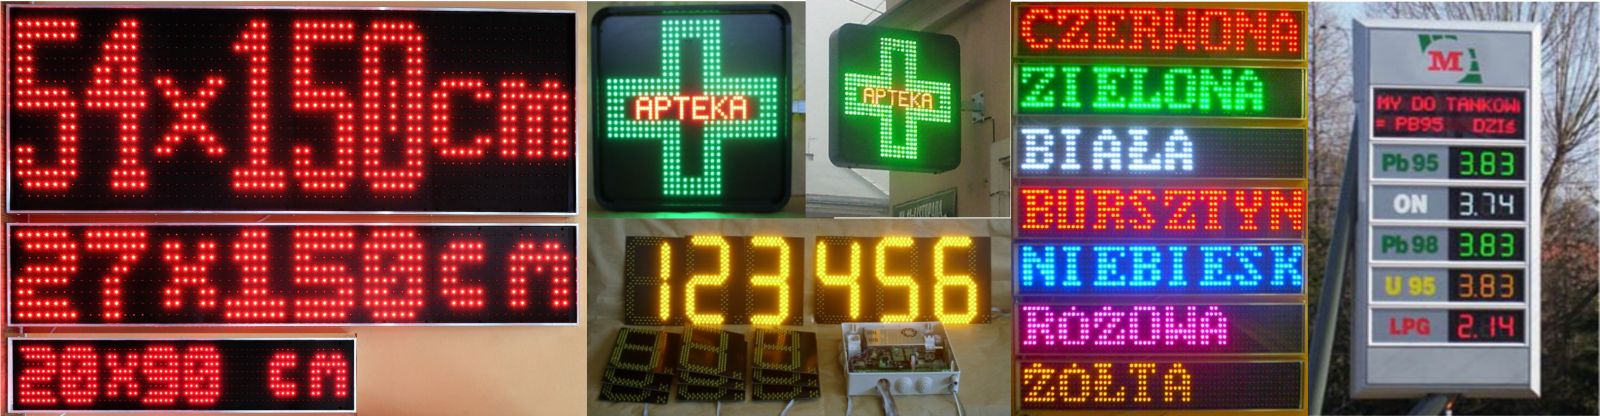 54x150cm
27x150cm
20x90 cm
APTEKA
APTEKA
123456
CZERWONA
ZIELONA
BIAŁA
BURSZTYN
NIEBIESK
RÓŻOWA
ŻÓŁTA
M
MY DO TANKOWI
= PB95 DZIŚ
Pb 95 3.83
ON 3.74
Pb 98 3.83
U 95 3.83
LPG 2.14